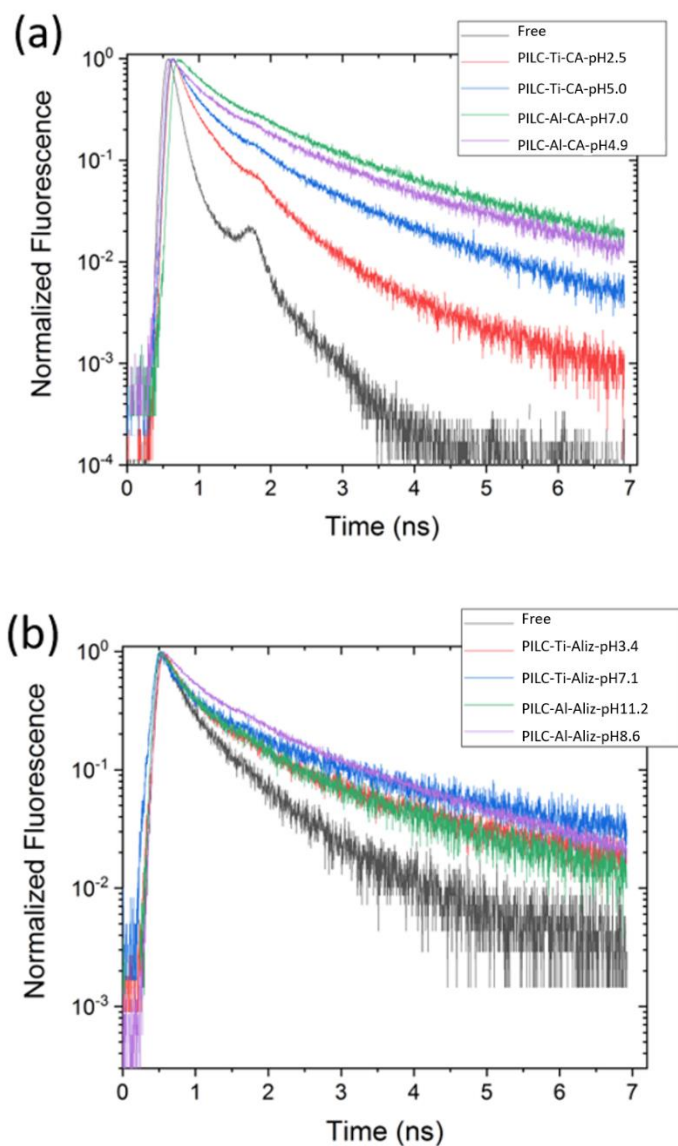 (a)
Free
PILC-Ti-CA-pH2.5
PILC-Ti-CA-pH5.0
PILC-Al-CA-pH7.0
PILC-Al-CA-pH4.9
Normalized Fluorescence
10⁰
10⁻¹
10⁻²
10⁻³
10⁻⁴
0 1 2 3 4 5 6 7
Time (ns)
(b)
Free
PILC-Ti-Aliz-pH3.4
PILC-Ti-Aliz-pH7.1
PILC-Al-Aliz-pH11.2
PILC-Al-Aliz-pH8.6
Normalized Fluorescence
10⁰
10⁻¹
10⁻²
10⁻³
0 1 2 3 4 5 6 7
Time (ns)